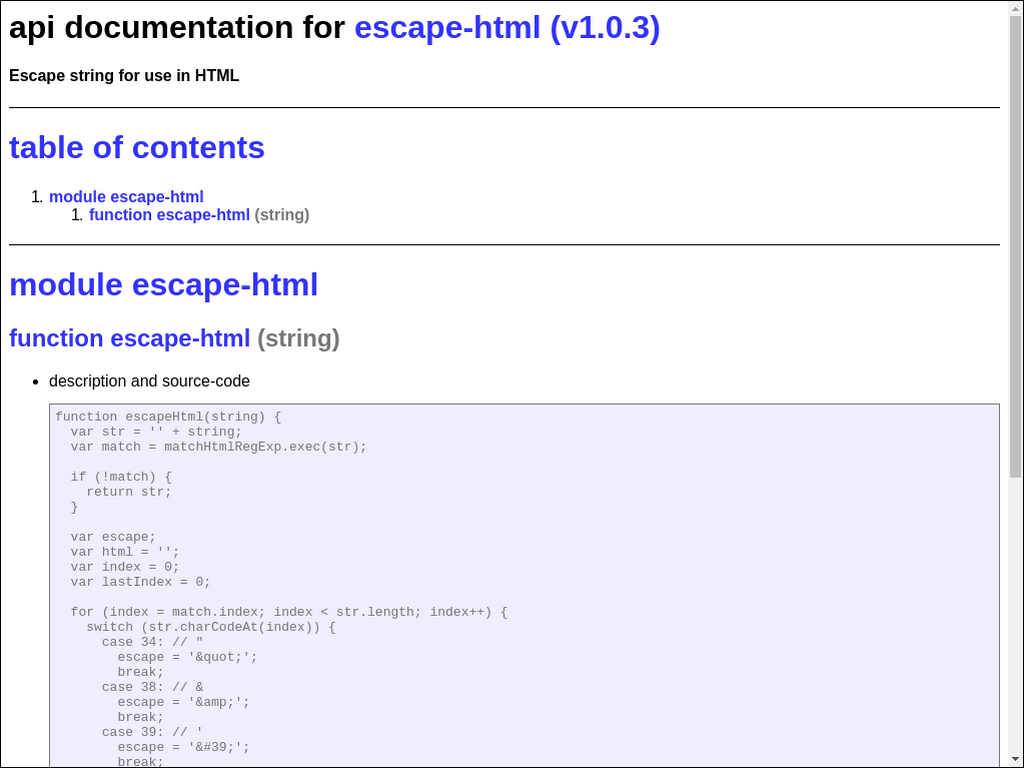 api documentation for escape-html (v1.0.3)
Escape string for use in HTML
table of contents
1. module escape-html
1. function escape-html (string)
module escape-html
function escape-html (string)
• description and source-code
function escapeHtml(string) {
  var str = '' + string;
  var match = matchHtmlRegExp.exec(str);

  if (!match) {
    return str;
  }

  var escape;
  var html = '';
  var index = 0;
  var lastIndex = 0;

  for (index = match.index; index < str.length; index++) {
    switch (str.charCodeAt(index)) {
      case 34: // "
        escape = '&quot;';
        break;
      case 38: // &
        escape = '&amp;';
        break;
      case 39: // '
        escape = '&#39;';
        break;